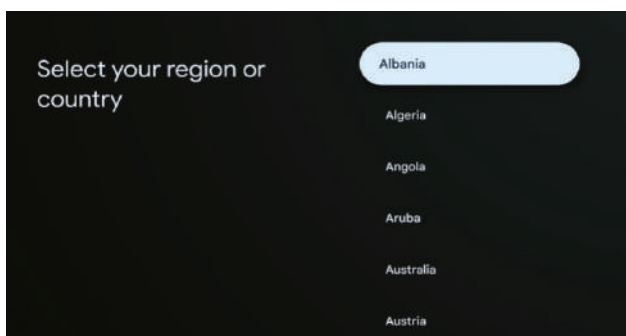 Select your region or
country
Albania
Algeria
Angola
Aruba
Australia
Austria